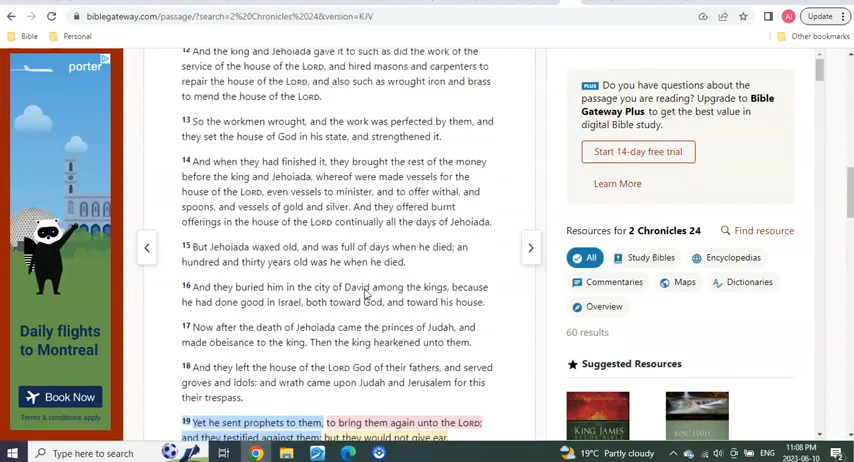 biblegateway.com/passage/?search=2%20Chronicles%2024&version=KJV
AI
Update
Bible
Personal
Other bookmarks
porter
Daily flights
to Montreal
Book Now
Terms & conditions apply.
12 And the king and Jehoiada gave it to such as did the work of the
service of the house of the LORD, and hired masons and carpenters to
repair the house of the LORD, and also such as wrought iron and brass
to mend the house of the LORD.
13 So the workmen wrought, and the work was perfected by them, and
they set the house of God in his state, and strengthened it.
14 And when they had finished it, they brought the rest of the money
before the king and Jehoiada, whereof were made vessels for the
house of the LORD, even vessels to minister, and to offer withal, and
spoons, and vessels of gold and silver. And they offered burnt
offerings in the house of the LORD continually all the days of Jehoiada.
15 But Jehoiada waxed old, and was full of days when he died; an
hundred and thirty years old was he when he died.
16 And they buried him in the city of David among the kings, because
he had done good in Israel, both toward God, and toward his house.
17 Now after the death of Jehoiada came the princes of Judah, and
made obeisance to the king. Then the king hearkened unto them.
18 And they left the house of the LORD God of their fathers, and served
groves and idols: and wrath came upon Judah and Jerusalem for this
their trespass.
19 Yet he sent prophets to them, to bring them again unto the LORD;
and they testified against them: but they would not give ear.
PLUS Do you have questions about the
passage you are reading? Upgrade to Bible
Gateway Plus to get the best value in
digital Bible study.
Start 14-day free trial
Learn More
Resources for 2 Chronicles 24
Find resource
All
Study Bibles
Encyclopedias
Commentaries
Maps
Dictionaries
Overview
60 results
Suggested Resources
KING JAMES
KING JAMES
Type here to search
19°C Partly cloudy
ENG
11:08 PM
2023-06-10
2